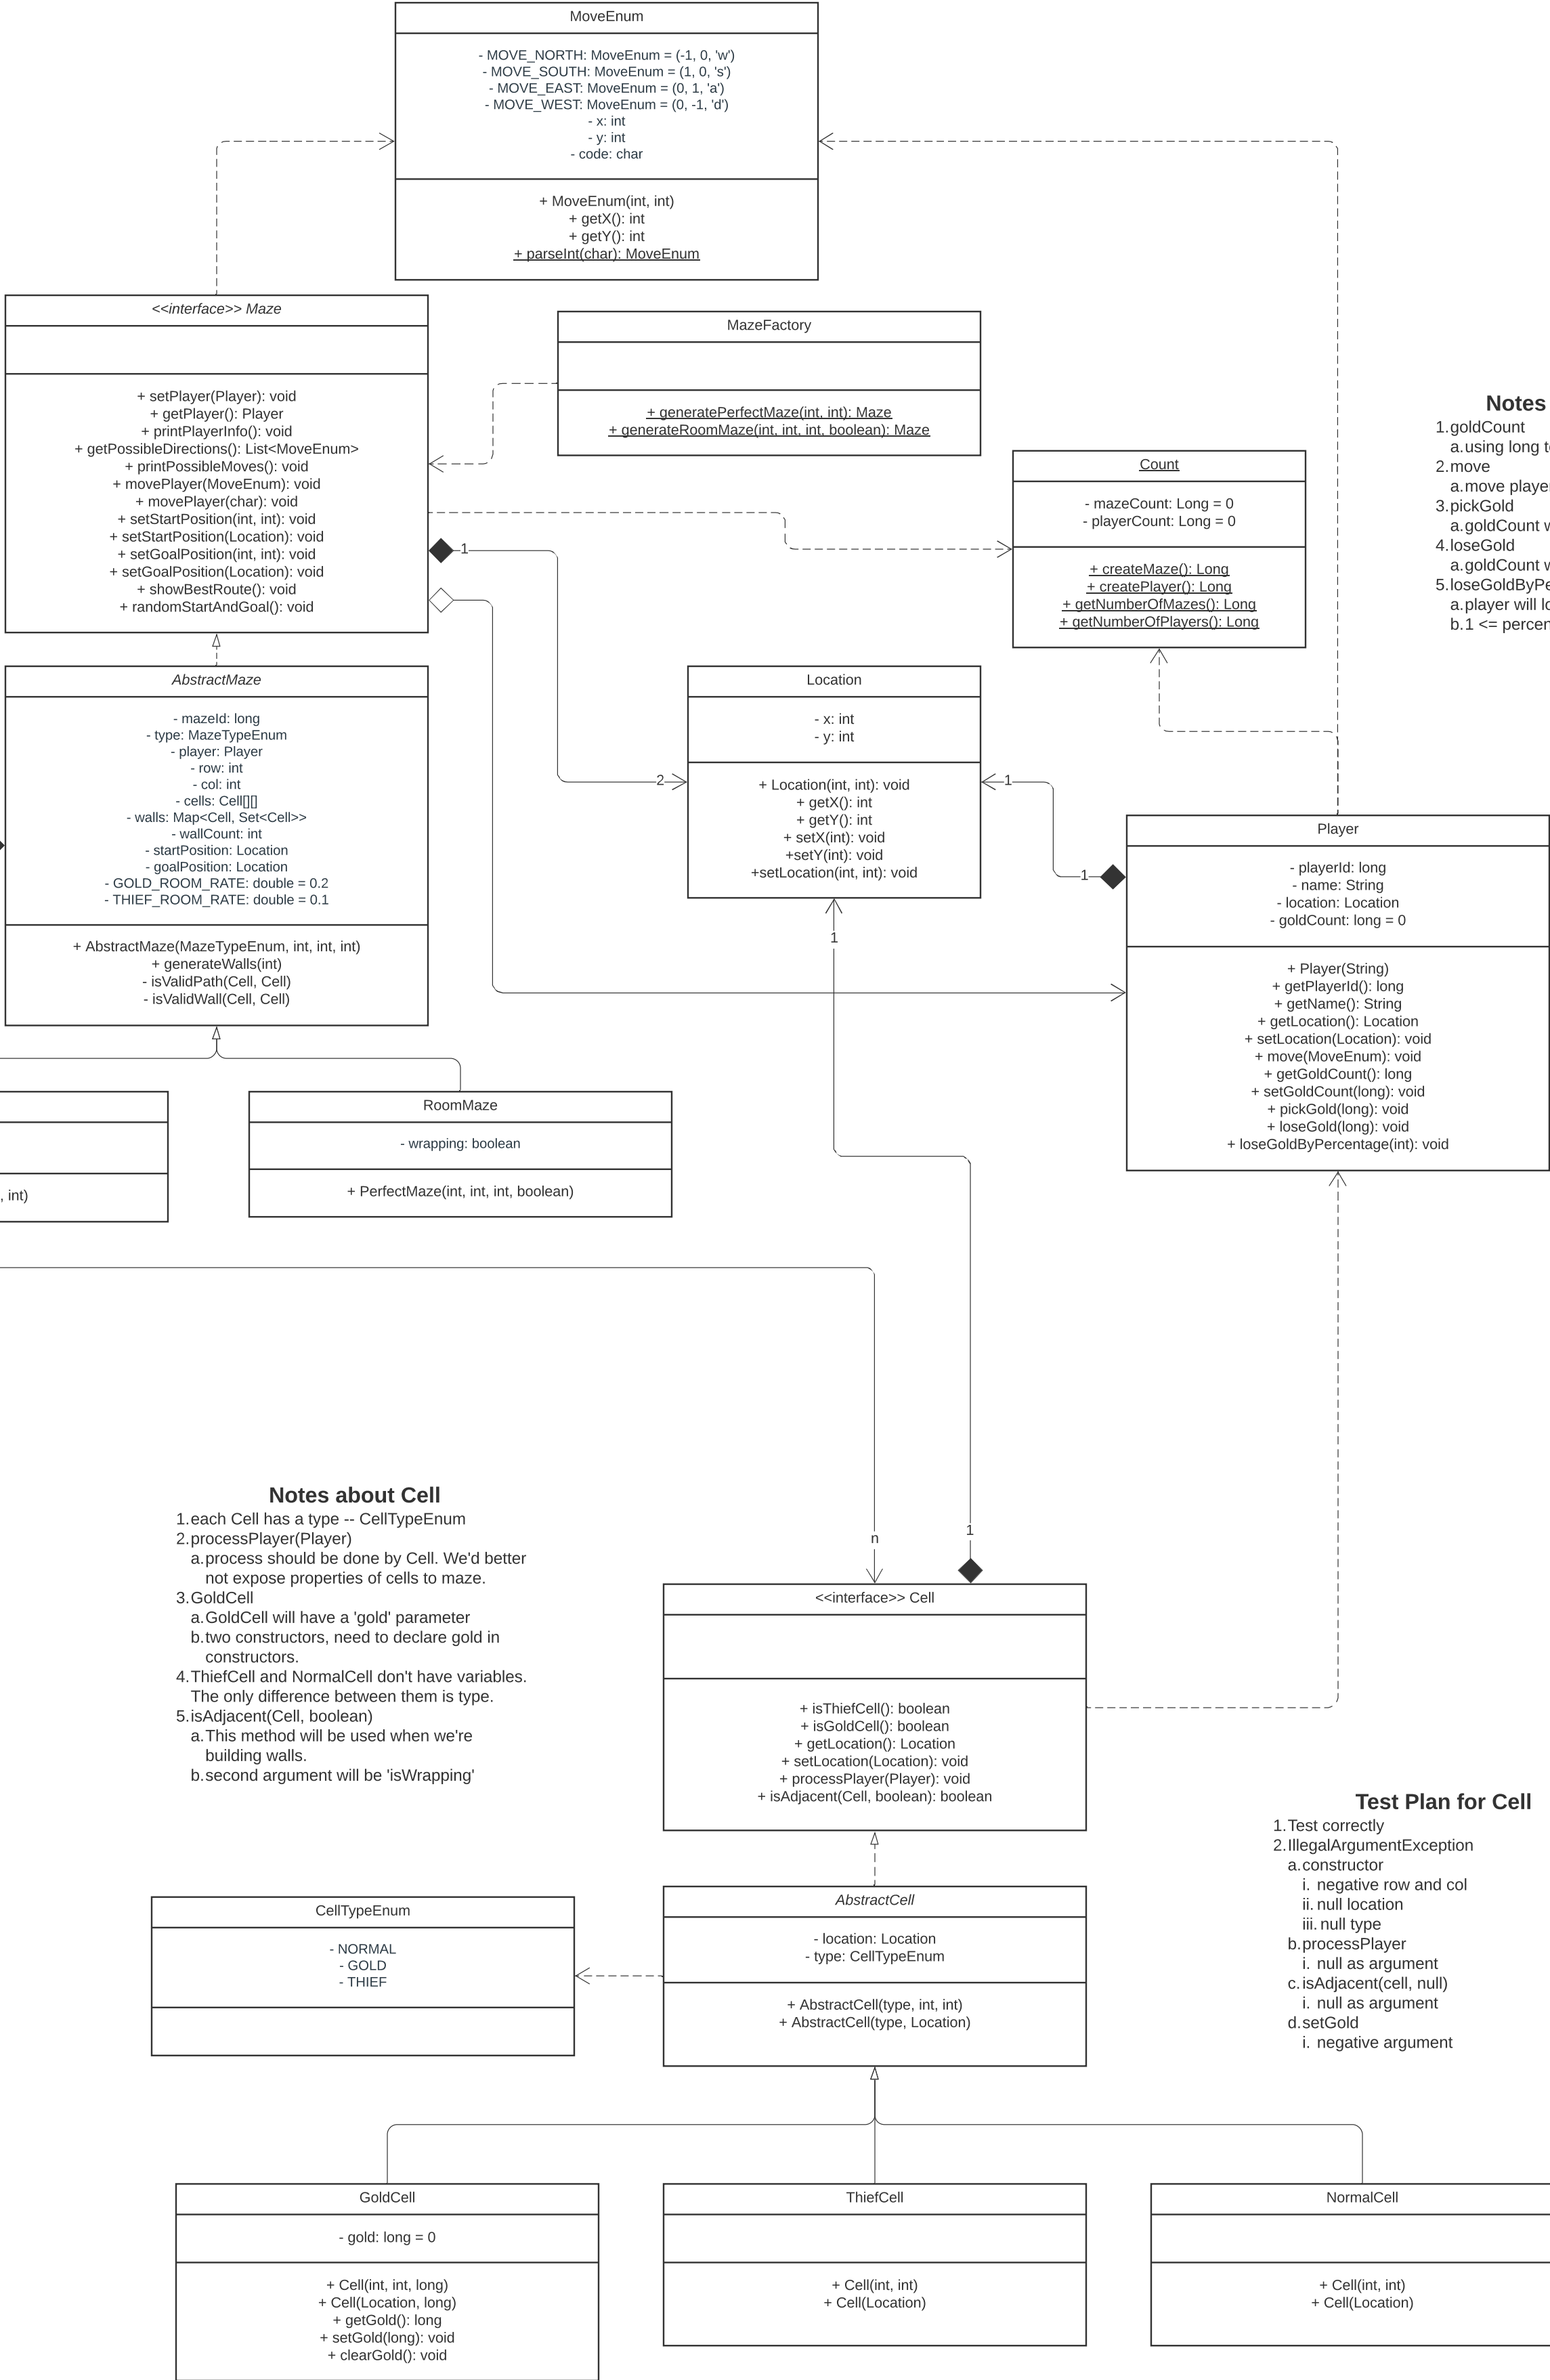 MoveEnum
- MOVE_NORTH: MoveEnum = (-1, 0, 'w')
- MOVE_SOUTH: MoveEnum = (1, 0, 's')
- MOVE_EAST: MoveEnum = (0, 1, 'a')
- MOVE_WEST: MoveEnum = (0, -1, 'd')
- x: int
- y: int
- code: char
+ MoveEnum(int, int)
+ getX(): int
+ getY(): int
+ parseInt(char): MoveEnum
<<interface>> Maze
+ setPlayer(Player): void
+ getPlayer(): Player
+ printPlayerInfo(): void
+ getPossibleDirections(): List<MoveEnum>
+ printPossibleMoves(): void
+ movePlayer(MoveEnum): void
+ movePlayer(char): void
+ setStartPosition(int, int): void
+ setStartPosition(Location): void
+ setGoalPosition(int, int): void
+ setGoalPosition(Location): void
+ showBestRoute(): void
+ randomStartAndGoal(): void
MazeFactory
+ generatePerfectMaze(int, int): Maze
+ generateRoomMaze(int, int, int, boolean): Maze
Count
- mazeCount: Long = 0
- playerCount: Long = 0
+ createMaze(): Long
+ createPlayer(): Long
+ getNumberOfMazes(): Long
+ getNumberOfPlayers(): Long
Notes
1.goldCount
a.using long t
2.move
a.move playe
3.pickGold
a.goldCount w
4.loseGold
a.goldCount w
5.loseGoldByPe
a.player will lo
b.1 <= percen
1
2
AbstractMaze
- mazeId: long
- type: MazeTypeEnum
- player: Player
- row: int
- col: int
- cells: Cell[][]
- walls: Map<Cell, Set<Cell>>
- wallCount: int
- startPosition: Location
- goalPosition: Location
- GOLD_ROOM_RATE: double = 0.2
- THIEF_ROOM_RATE: double = 0.1
+ AbstractMaze(MazeTypeEnum, int, int, int)
+ generateWalls(int)
- isValidPath(Cell, Cell)
- isValidWall(Cell, Cell)
Location
- x: int
- y: int
+ Location(int, int): void
+ getX(): int
+ getY(): int
+ setX(int): void
+setY(int): void
+setLocation(int, int): void
1
1
1
Player
- playerId: long
- name: String
- location: Location
- goldCount: long = 0
+ Player(String)
+ getPlayerId(): long
+ getName(): String
+ getLocation(): Location
+ setLocation(Location): void
+ move(MoveEnum): void
+ getGoldCount(): long
+ setGoldCount(long): void
+ pickGold(long): void
+ loseGold(long): void
+ loseGoldByPercentage(int): void
, int)
RoomMaze
- wrapping: boolean
+ PerfectMaze(int, int, int, boolean)
Notes about Cell
1.each Cell has a type -- CellTypeEnum
2.processPlayer(Player)
a.process should be done by Cell. We'd better
not expose properties of cells to maze.
3.GoldCell
a.GoldCell will have a 'gold' parameter
b.two constructors, need to declare gold in
constructors.
4.ThiefCell and NormalCell don't have variables.
The only difference between them is type.
5.isAdjacent(Cell, boolean)
a.This method will be used when we're
building walls.
b.second argument will be 'isWrapping'
n
1
<<interface>> Cell
+ isThiefCell(): boolean
+ isGoldCell(): boolean
+ getLocation(): Location
+ setLocation(Location): void
+ processPlayer(Player): void
+ isAdjacent(Cell, boolean): boolean
Test Plan for Cell
1.Test correctly
2.IllegalArgumentException
a.constructor
i. negative row and col
ii. null location
iii. null type
b.processPlayer
i. null as argument
c.isAdjacent(cell, null)
i. null as argument
d.setGold
i. negative argument
CellTypeEnum
- NORMAL
- GOLD
- THIEF
AbstractCell
- location: Location
- type: CellTypeEnum
+ AbstractCell(type, int, int)
+ AbstractCell(type, Location)
GoldCell
- gold: long = 0
+ Cell(int, int, long)
+ Cell(Location, long)
+ getGold(): long
+ setGold(long): void
+ clearGold(): void
ThiefCell
+ Cell(int, int)
+ Cell(Location)
NormalCell
+ Cell(int, int)
+ Cell(Location)